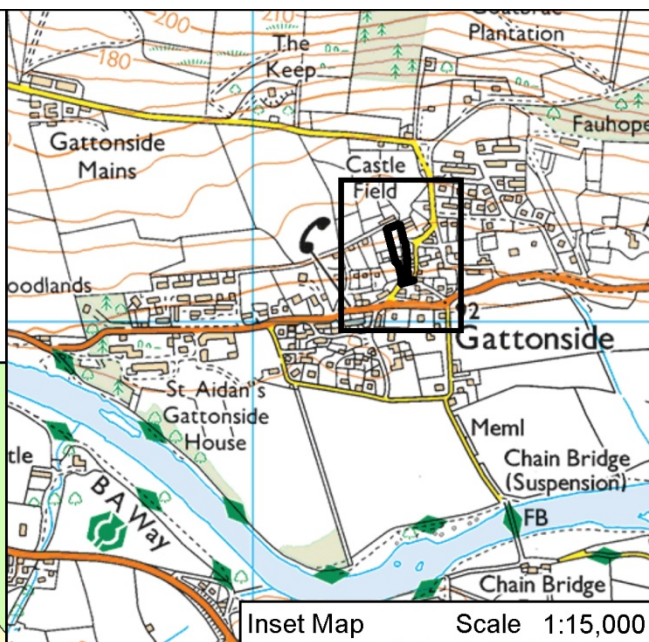 200
210
180
The
Keep
Plantation
Fauhope
Gattonside
Mains
Castle
Field
oodlands
92
Gattonside
St Aidan's
Gattonside
House
Meml
Chain Bridge
(Suspension)
tle
B A Way
FB
Chain Bridge
Inset Map Scale 1:15,000